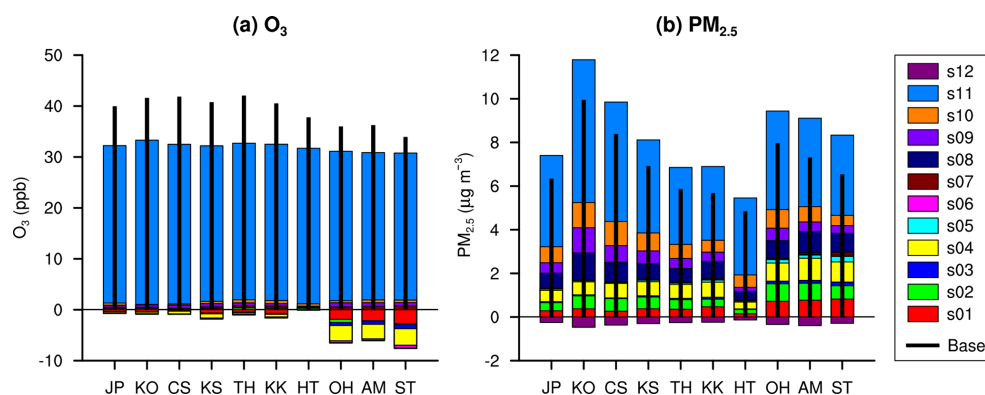 (a) O₃
(b) PM₂.₅
50
40
30
20
10
0
-10
O₃ (ppb)
JP KO CS KS TH KK HT OH AM ST
12
10
8
6
4
2
0
-2
PM₂.₅ (µg m⁻³)
JP KO CS KS TH KK HT OH AM ST
s12
s11
s10
s09
s08
s07
s06
s05
s04
s03
s02
s01
Base